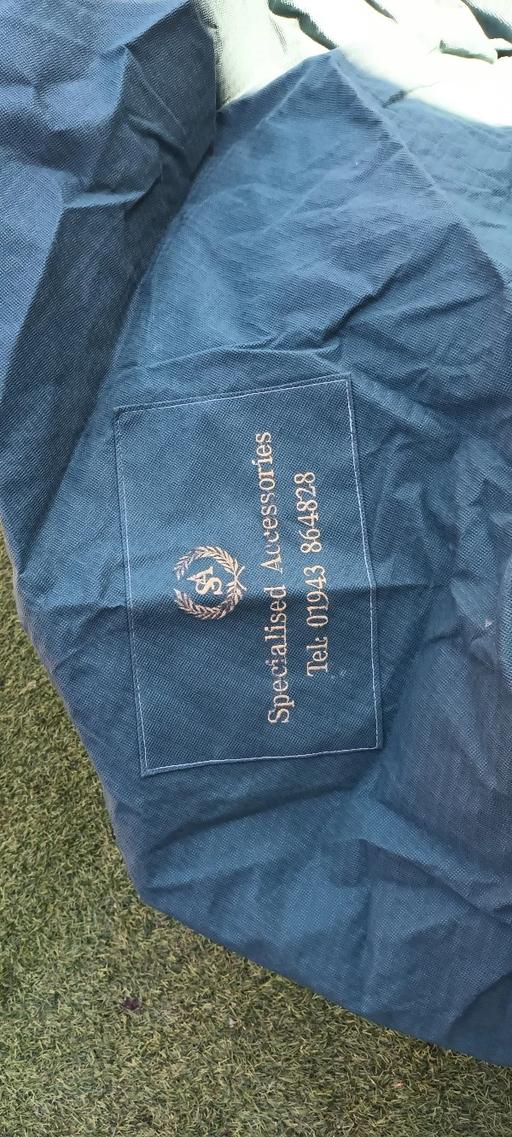 SA
Specialised Accessories
Tel: 01943 864828